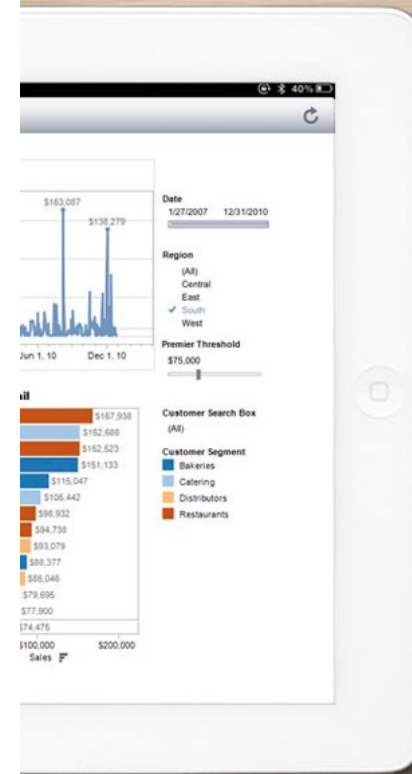 40%
$163,087
$138,279
Jun 1, 10 Dec 1, 10
Date
1/27/2007 12/31/2010
Region
(All)
Central
East
✔ South
West
Premier Threshold
$75,000
ail
$167,938
$152,688
$152,523
$151,133
$115,047
$106,442
$98,932
$94,738
$93,079
$88,377
$86,046
$79,695
$77,900
$74,475
$100,000 $200,000
Sales
Customer Search Box
(All)
Customer Segment
Bakeries
Catering
Distributors
Restaurants